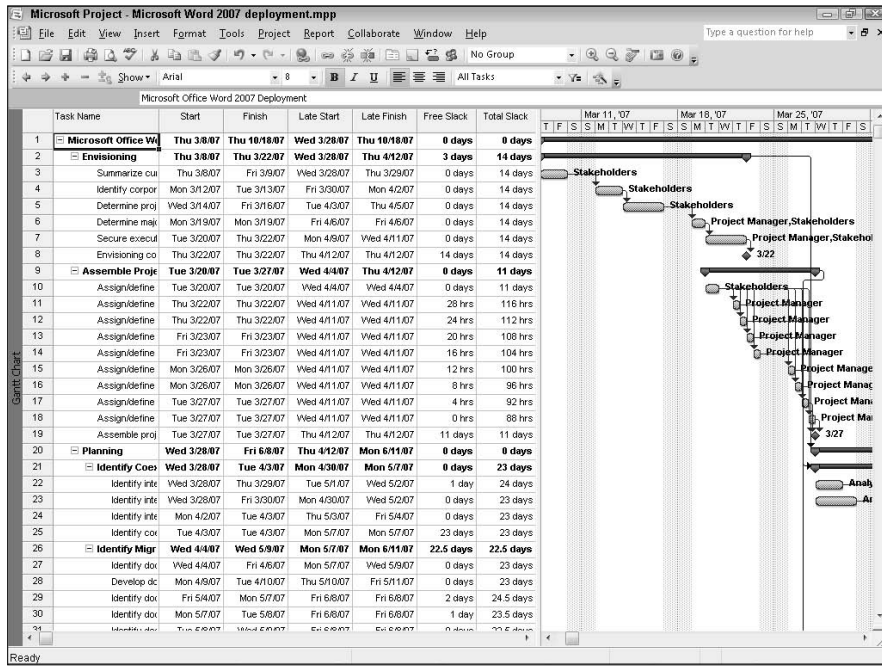 Microsoft Project - Microsoft Word 2007 deployment.mpp
File Edit View Insert Format Tools Project Report Collaborate Window Help Type a question for help
No Group
Show Arial 8 B I U All Tasks
Microsoft Office Word 2007 Deployment
Task Name Start Finish Late Start Late Finish Free Slack Total Slack Mar 11, '07 Mar 18, '07 Mar 25, '07
T F S S M T W T F S S M T W T F S S M T W T F S
1 Microsoft Office Wo Thu 3/8/07 Thu 10/18/07 Wed 3/28/07 Thu 10/18/07 0 days 0 days
2 Envisioning Thu 3/8/07 Thu 3/22/07 Wed 3/28/07 Thu 4/12/07 3 days 14 days
3 Summarize cur Thu 3/8/07 Fri 3/9/07 Wed 3/28/07 Thu 3/29/07 0 days 14 days Stakeholders
4 Identify corpor Mon 3/12/07 Tue 3/13/07 Fri 3/30/07 Mon 4/2/07 0 days 14 days Stakeholders
5 Determine proj Wed 3/14/07 Fri 3/16/07 Tue 4/3/07 Thu 4/5/07 0 days 14 days Stakeholders
6 Determine majo Mon 3/19/07 Mon 3/19/07 Fri 4/6/07 Fri 4/6/07 0 days 14 days Project Manager,Stakeholders
7 Secure execut Tue 3/20/07 Thu 3/22/07 Mon 4/9/07 Wed 4/11/07 0 days 14 days Project Manager,Stakehol
8 Envisioning co Thu 3/22/07 Thu 3/22/07 Thu 4/12/07 Thu 4/12/07 14 days 14 days 3/22
9 Assemble Proje Tue 3/20/07 Tue 3/27/07 Wed 4/4/07 Thu 4/12/07 0 days 11 days
10 Assign/define Tue 3/20/07 Tue 3/20/07 Wed 4/4/07 Wed 4/4/07 0 days 11 days Stakeholders
11 Assign/define Thu 3/22/07 Thu 3/22/07 Wed 4/11/07 Wed 4/11/07 28 hrs 116 hrs Project Manager
12 Assign/define Thu 3/22/07 Thu 3/22/07 Wed 4/11/07 Wed 4/11/07 24 hrs 112 hrs Project Manager
13 Assign/define Fri 3/23/07 Fri 3/23/07 Wed 4/11/07 Wed 4/11/07 20 hrs 108 hrs Project Manager
14 Assign/define Fri 3/23/07 Fri 3/23/07 Wed 4/11/07 Wed 4/11/07 16 hrs 104 hrs Project Manager
15 Assign/define Mon 3/26/07 Mon 3/26/07 Wed 4/11/07 Wed 4/11/07 12 hrs 100 hrs Project Manage
16 Assign/define Mon 3/26/07 Mon 3/26/07 Wed 4/11/07 Wed 4/11/07 8 hrs 96 hrs Project Manag
17 Assign/define Tue 3/27/07 Tue 3/27/07 Wed 4/11/07 Wed 4/11/07 4 hrs 92 hrs Project Mana
18 Assign/define Tue 3/27/07 Tue 3/27/07 Wed 4/11/07 Wed 4/11/07 0 hrs 88 hrs Project Ma
19 Assemble proj Tue 3/27/07 Tue 3/27/07 Thu 4/12/07 Thu 4/12/07 11 days 11 days 3/27
20 Planning Wed 3/28/07 Fri 6/8/07 Thu 4/12/07 Mon 6/11/07 0 days 0 days
21 Identify Coex Wed 3/28/07 Tue 4/3/07 Mon 4/30/07 Mon 5/7/07 0 days 23 days
22 Identify inte Wed 3/28/07 Thu 3/29/07 Tue 5/1/07 Wed 5/2/07 1 day 24 days Analy
23 Identify inte Wed 3/28/07 Fri 3/30/07 Mon 4/30/07 Wed 5/2/07 0 days 23 days
24 Identify inte Mon 4/2/07 Tue 4/3/07 Thu 5/3/07 Fri 5/4/07 0 days 23 days
25 Identify coe Tue 4/3/07 Tue 4/3/07 Mon 5/7/07 Mon 5/7/07 23 days 23 days
26 Identify Migr Wed 4/4/07 Wed 5/9/07 Mon 5/7/07 Mon 6/11/07 22.5 days 22.5 days
27 Identify doc Wed 4/4/07 Fri 4/6/07 Mon 5/7/07 Wed 5/9/07 0 days 23 days
28 Develop dc Mon 4/9/07 Tue 4/10/07 Thu 5/10/07 Fri 5/11/07 0 days 23 days
29 Identify doc Fri 5/4/07 Mon 5/7/07 Fri 6/8/07 Fri 6/8/07 2 days 24.5 days
30 Identify doc Mon 5/7/07 Tue 5/8/07 Fri 6/8/07 Fri 6/8/07 1 day 23.5 days
Gantt Chart
Ready